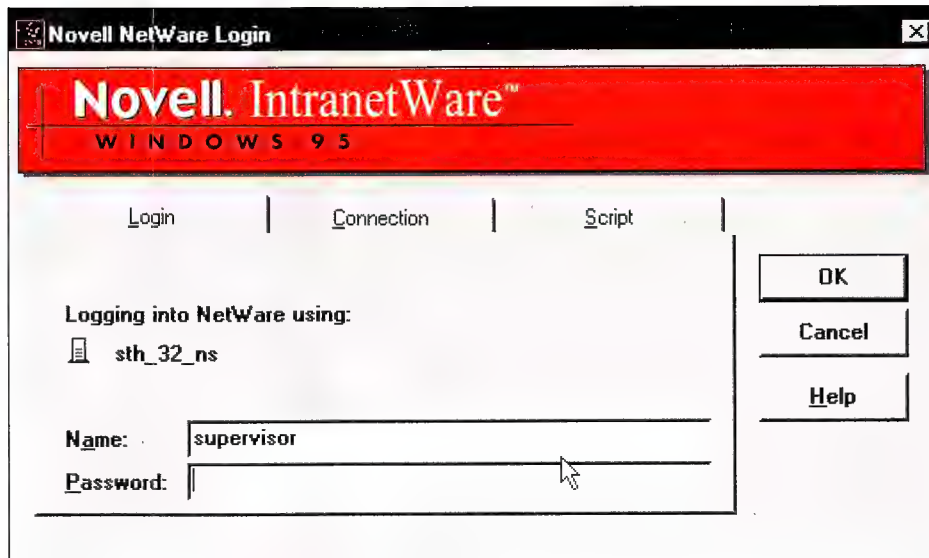 Novell NetWare Login
Novell. IntranetWare™
WINDOWS 95
Login Connection Script
Logging into NetWare using:
sth_32_ns
Name: supervisor
Password:
OK
Cancel
Help